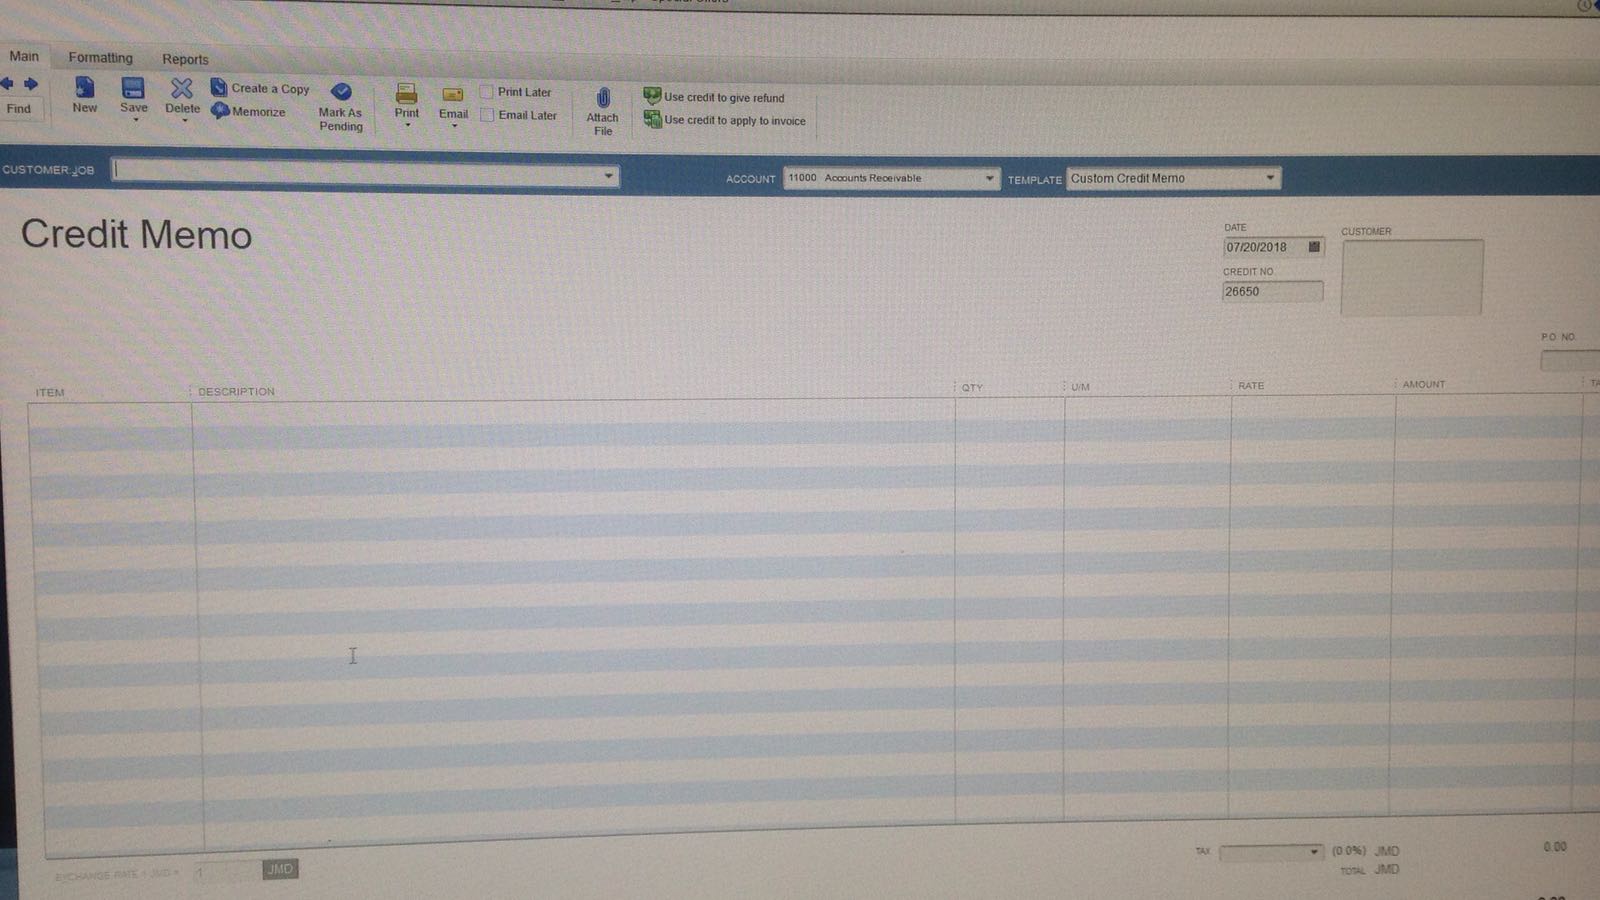 Main Formatting Reports
Find New Save Delete Create a Copy Memorize Mark As Pending Print Email Print Later Email Later Attach File Use credit to give refund Use credit to apply to invoice
CUSTOMER:JOB ACCOUNT 11000 Accounts Receivable TEMPLATE Custom Credit Memo
Credit Memo
DATE
07/20/2018
CREDIT NO.
26650
CUSTOMER
P.O. NO.
ITEM DESCRIPTION QTY U/M RATE AMOUNT
TAX (0.0%) JMD 0.00
TOTAL JMD
EXCHANGE RATE 1 JMD = 1 JMD